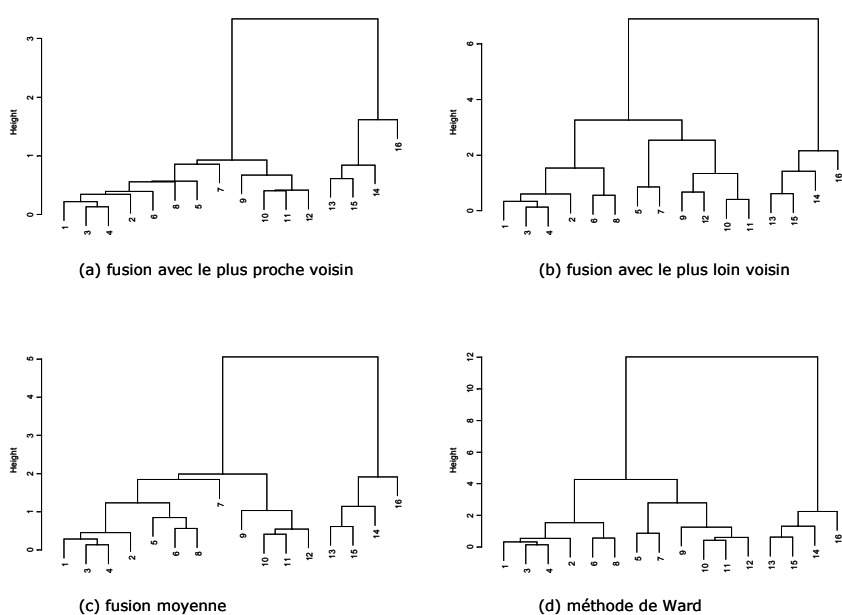 Height
3
2
1
0
1 3 4 2 6 8 5 7 9 10 11 12 13 15 14 16
(a) fusion avec le plus proche voisin
Height
6
4
2
0
1 3 4 2 6 8 5 7 9 12 10 11 13 15 14 16
(b) fusion avec le plus loin voisin
Height
5
4
3
2
1
0
1 3 4 2 5 6 8 7 9 10 11 12 13 15 14 16
(c) fusion moyenne
Height
12
10
8
6
4
2
0
1 3 4 2 6 8 5 7 9 10 11 12 13 15 14 16
(d) méthode de Ward